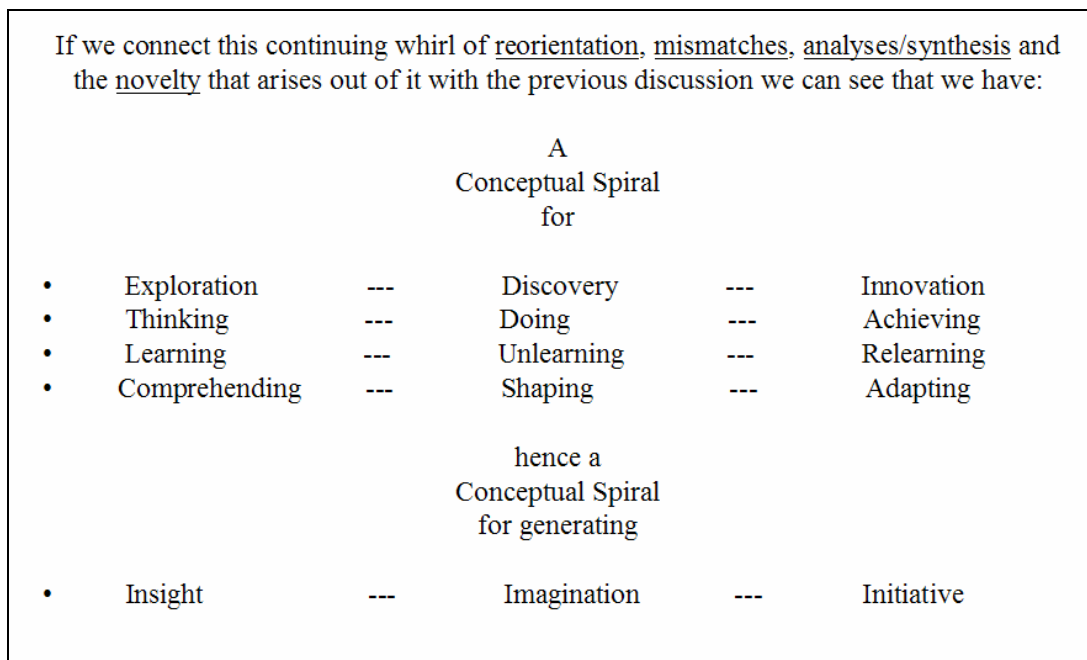 If we connect this continuing whirl of reorientation, mismatches, analyses/synthesis and
the novelty that arises out of it with the previous discussion we can see that we have:
A
Conceptual Spiral
for
• Exploration --- Discovery --- Innovation
• Thinking --- Doing --- Achieving
• Learning --- Unlearning --- Relearning
• Comprehending --- Shaping --- Adapting
hence a
Conceptual Spiral
for generating
• Insight --- Imagination --- Initiative